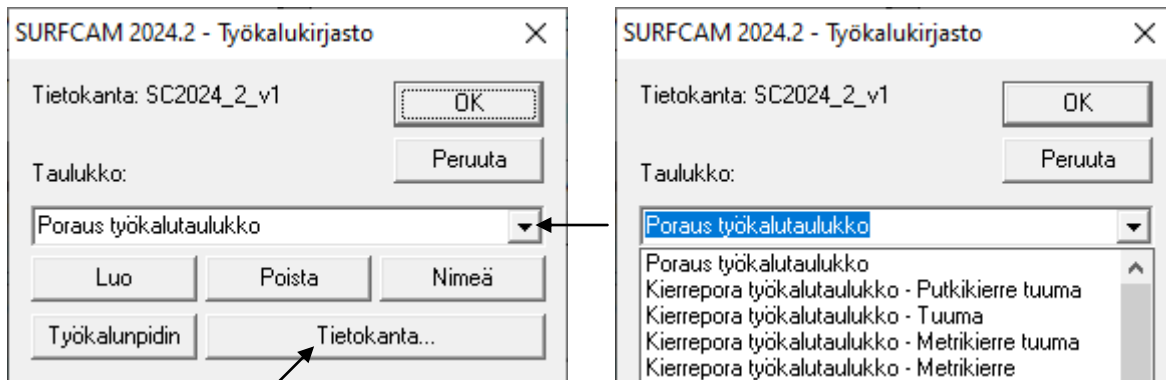 SURFCAM 2024.2 - Työkalukirjasto
Tietokanta: SC2024_2_v1
OK
Peruuta
Taulukko:
Poraus työkalutaulukko
Luo
Poista
Nimeä
Työkalunpidin
Tietokanta...
SURFCAM 2024.2 - Työkalukirjasto
Tietokanta: SC2024_2_v1
OK
Peruuta
Taulukko:
Poraus työkalutaulukko
Poraus työkalutaulukko
Kierrepora työkalutaulukko - Putkikierre tuuma
Kierrepora työkalutaulukko - Tuuma
Kierrepora työkalutaulukko - Metrikierre tuuma
Kierrepora työkalutaulukko - Metrikierre